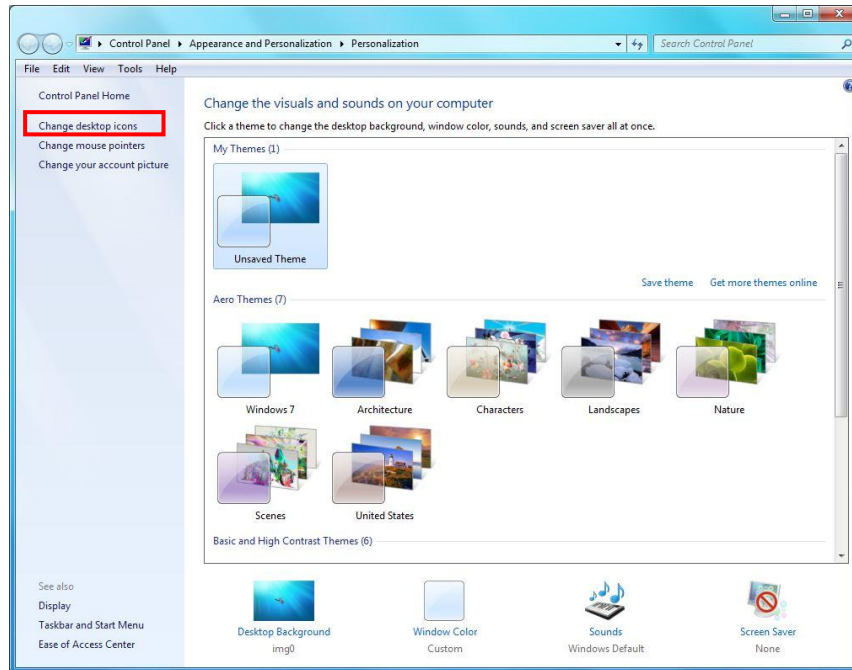 Control Panel ▸ Appearance and Personalization ▸ Personalization
Search Control Panel
File Edit View Tools Help
Control Panel Home
Change desktop icons
Change mouse pointers
Change your account picture
Change the visuals and sounds on your computer
Click a theme to change the desktop background, window color, sounds, and screen saver all at once.
My Themes (1)
Unsaved Theme
Save theme Get more themes online
Aero Themes (7)
Windows 7 Architecture Characters Landscapes Nature
Scenes United States
Basic and High Contrast Themes (6)
See also
Display
Taskbar and Start Menu
Ease of Access Center
Desktop Background Window Color Sounds Screen Saver
img0 Custom Windows Default None